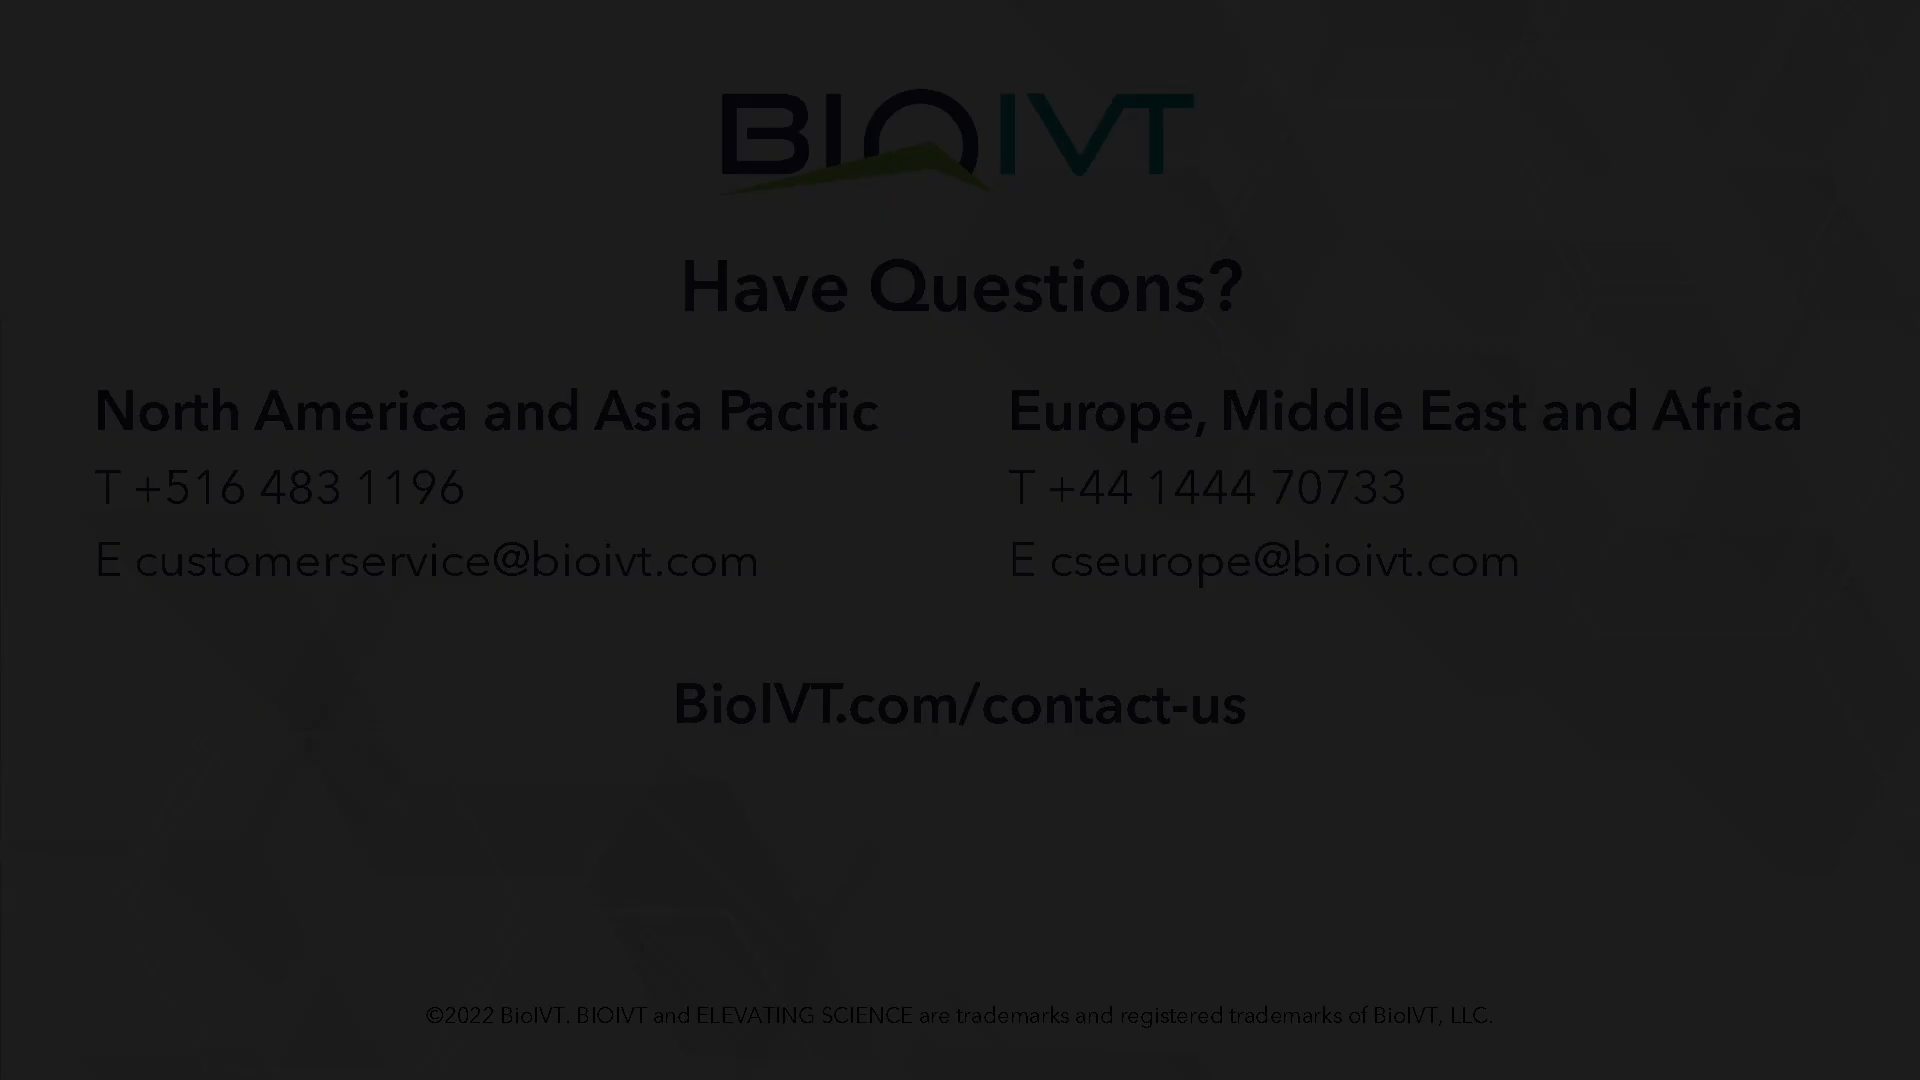 BIOIVT
Have Questions?
North America and Asia Pacific
T +516 483 1196
E customerservice@bioivt.com
Europe, Middle East and Africa
T +44 1444 70733
E cseurope@bioivt.com
BioIVT.com/contact-us
©2022 BioIVT. BIOIVT and ELEVATING SCIENCE are trademarks and registered trademarks of BioIVT, LLC.